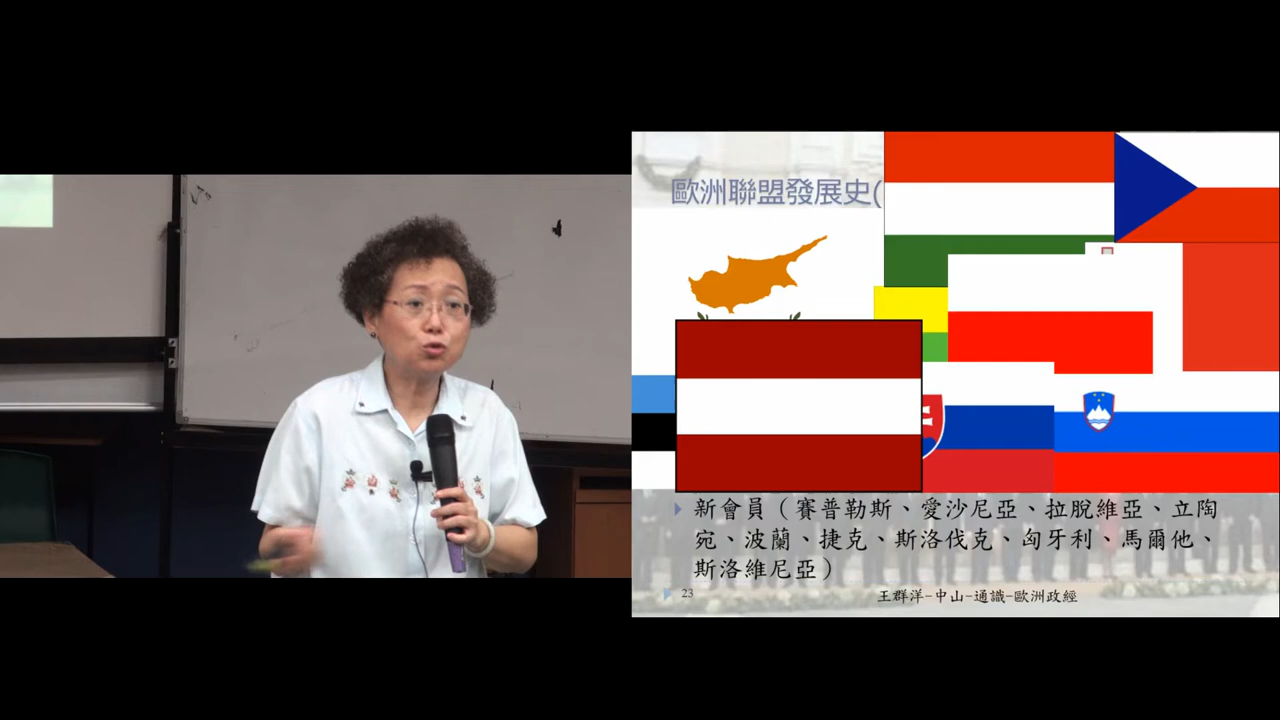 歐洲聯盟發展史(
新會員（賽普勒斯、愛沙尼亞、拉脫維亞、立陶
宛、波蘭、捷克、斯洛伐克、匈牙利、馬爾他、
斯洛維尼亞）
23
王群洋-中山-通識-歐洲政經